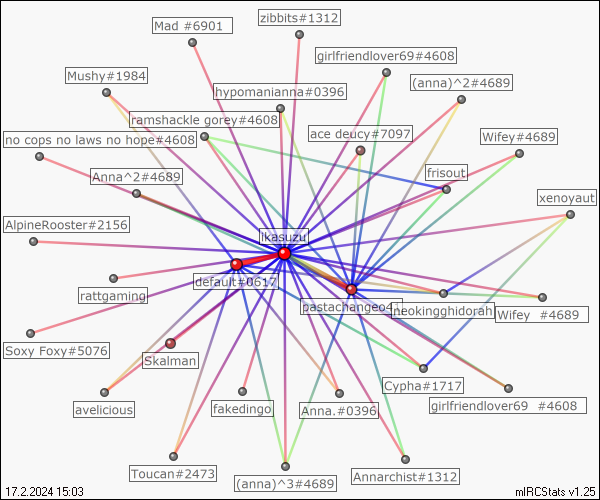 zibbits#1312
Mad #6901
girlfriendlover69#4608
Mushy#1984
(anna)^2#4689
hypomanianna#0396
ramshackle gorey#4608
ace deucy#7097
no cops no laws no hope#4608
Wifey#4689
Anna^2#4689
frisout
xenoyaut
AlpineRooster#2156
ikasuzu
default#0617
rattgaming
pastachangeo4
neokingghidorah
Wifey #4689
Soxy Foxy#5076
Skalman
Cypha#1717
avelicious
fakedingo
Anna.#0396
girlfriendlover69 #4608
Toucan#2473
(anna)^3#4689
Annarchist#1312
17.2.2024 15:03
mIRCStats v1.25